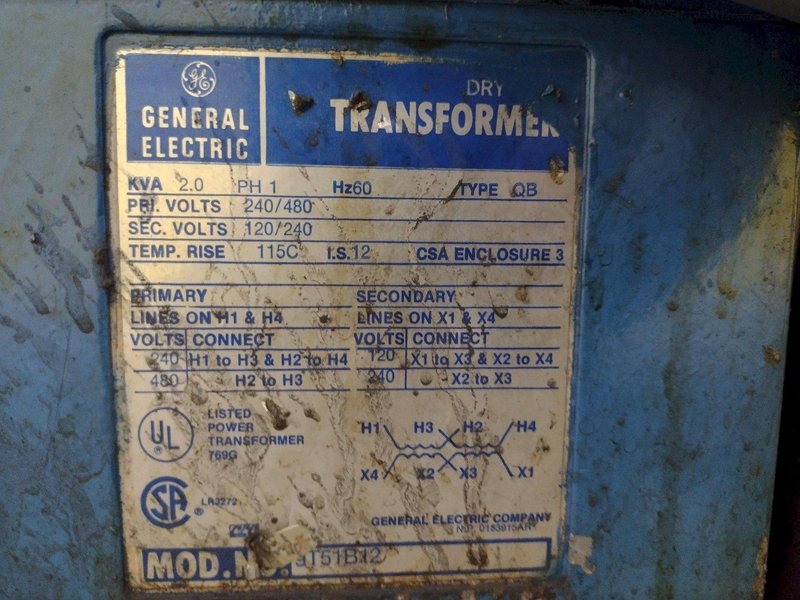 GE
GENERAL
ELECTRIC
DRY
TRANSFORMER
KVA 2.0 PH 1 Hz60 TYPE QB
PRI. VOLTS 240/480
SEC. VOLTS 120/240
TEMP. RISE 115C I.S.12 CSA ENCLOSURE 3
PRIMARY SECONDARY
LINES ON H1 & H4 LINES ON X1 & X4
VOLTS CONNECT VOLTS CONNECT
240 H1 to H3 & H2 to H4 120 X1 to X3 & X2 to X4
480 H2 to H3 240 X2 to X3
UL ®
LISTED
POWER
TRANSFORMER
769G
H1 H3 H2 H4
X4 X2 X3 X1
SA ® LR3272
GENERAL ELECTRIC COMPANY
MOD. NO. 9T51B12